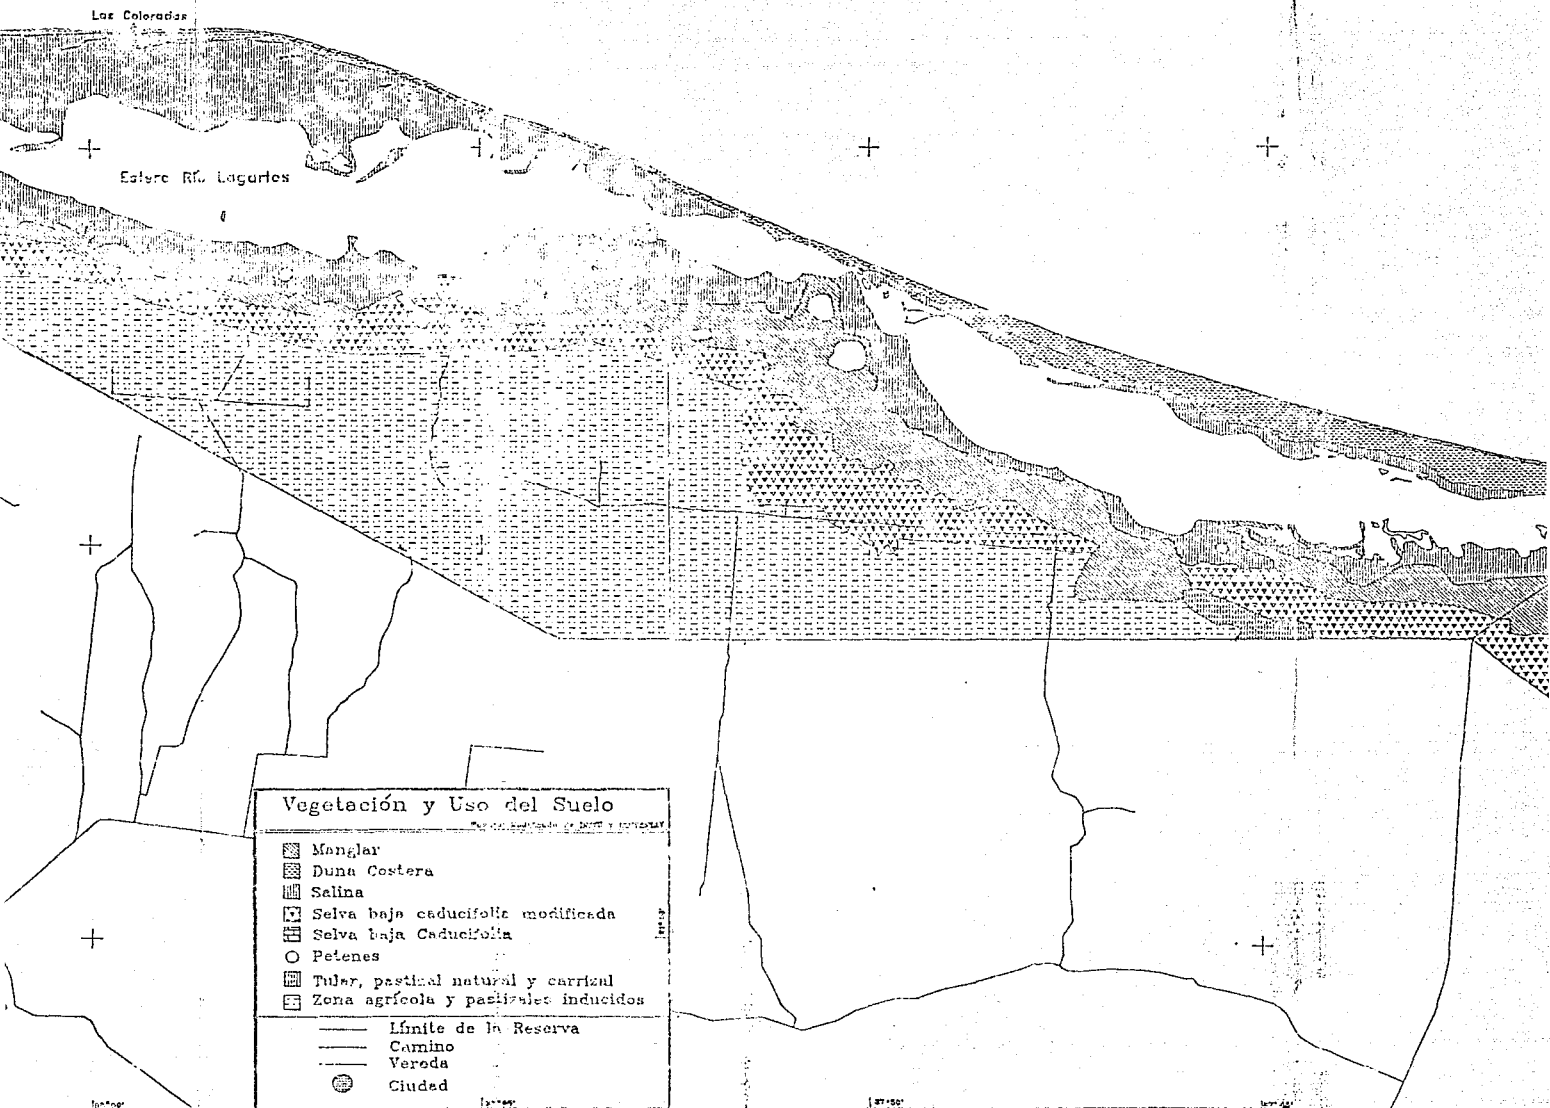 Las Coloradas
Estero Río Lagartos
Vegetación y Uso del Suelo
Manglar
Duna Costera
Salina
Selva baja caducifolia modificada
Selva baja Caducifolia
Petenes
Tular, pastizal natural y carrizal
Zona agrícola y pastizales inducidos
Límite de la Reserva
Camino
Vereda
Ciudad